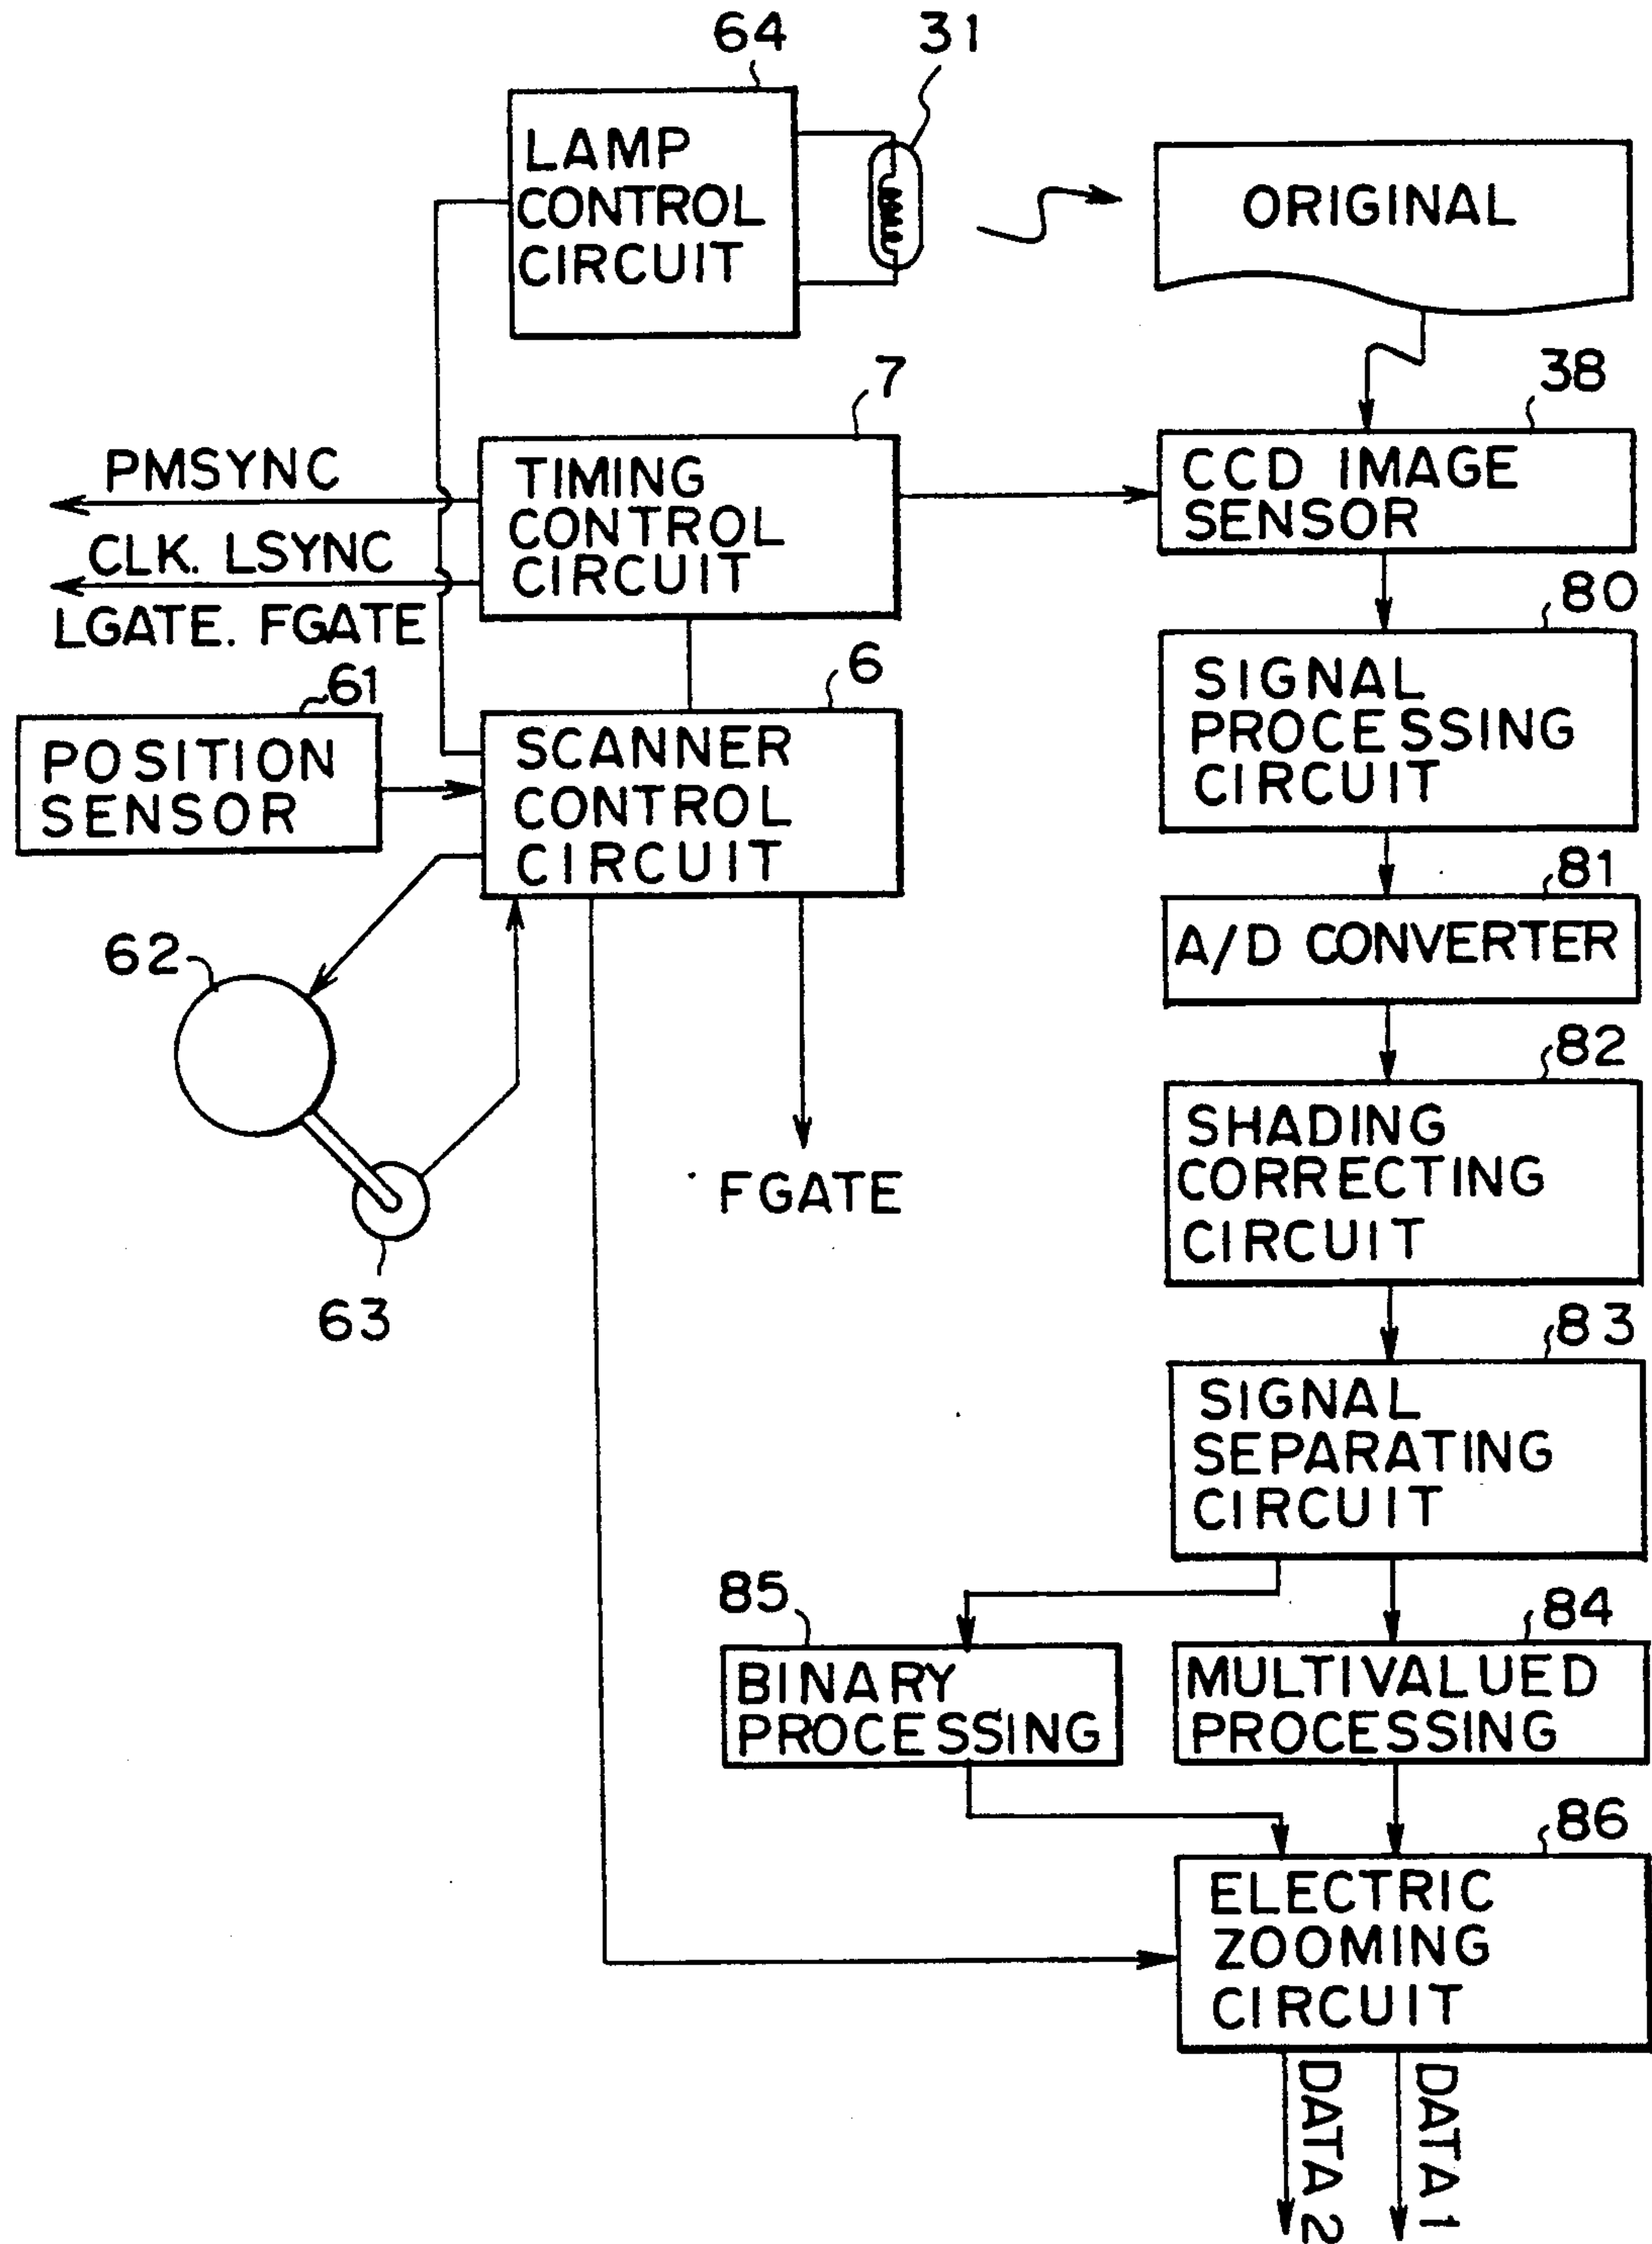 64
31
LAMP
CONTROL
CIRCUIT
ORIGINAL
7
38
PMSYNC
TIMING
CONTROL
CIRCUIT
CCD IMAGE
SENSOR
CLK. LSYNC
LGATE. FGATE
80
61
6
SIGNAL
PROCESSING
CIRCUIT
POSITION
SENSOR
SCANNER
CONTROL
CIRCUIT
81
A/D CONVERTER
62
82
FGATE
SHADING
CORRECTING
CIRCUIT
63
83
SIGNAL
SEPARATING
CIRCUIT
85
84
BINARY
PROCESSING
MULTIVALUED
PROCESSING
86
ELECTRIC
ZOOMING
CIRCUIT
DATA 2
DATA 1